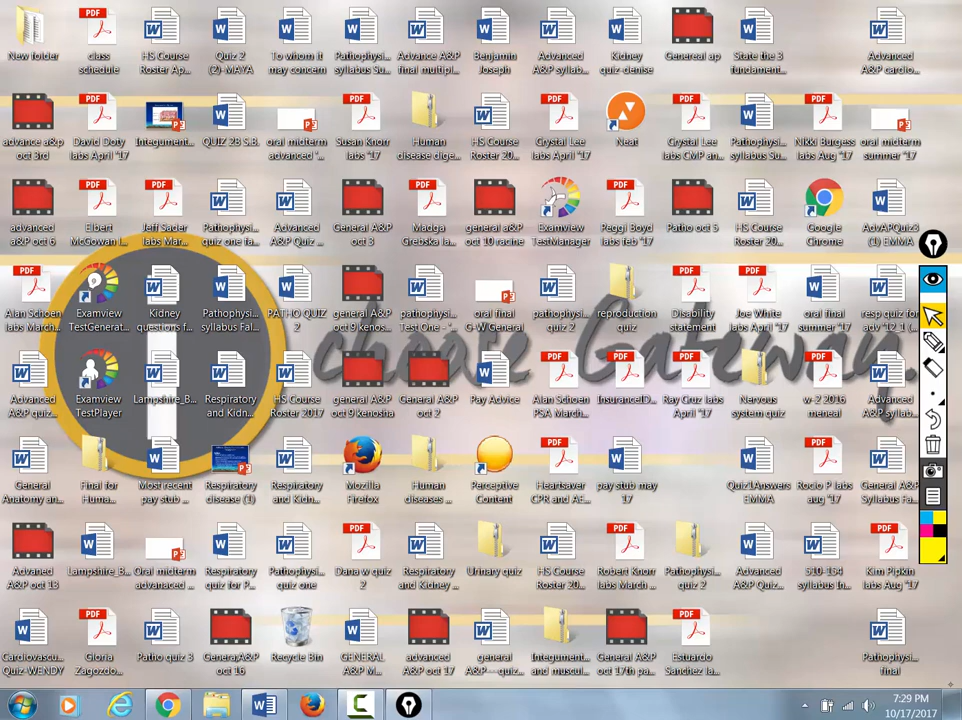 New folder
class
schedule
HS Course
Roster Ap...
Quiz 2
(2)-MAYA
To whom it
may concern
Pathophysi...
syllabus Su...
Advance A&P
final multipl...
Benjamin
Joseph
Advanced
A&P syllab...
Kidney
quiz-denise
Genereal ap
State the 3
fundament...
Advanced
A&P cardio...
advance a&p
oct 3rd
David Doty
labs April '17
Integument...
QUIZ 23 S.B.
oral midterm
advanced '...
Susan Knorr
labs '17
Human
disease dige...
HS Course
Roster 20...
Crystal Lee
labs April '17
Neat
Crystal Lee
labs CMP an...
Pathophysi...
syllabus Su...
Nikki Burgess
labs Aug '17
oral midterm
summer '17
advanced
a&p oct 6
Elbert
McGowan l...
Jeff Sader
labs Mar...
Pathophysi...
quiz one fa...
Advanced
A&P Quiz ...
General A&P
oct 3
Madga
Grebska la...
general a&p
oct 10 racine
Examview
TestManager
Peggi Boyd
labs feb '17
Patho oct 5
HS Course
Roster 20...
Google
Chrome
AdvAPQuiz3
(1) EMMA
Alan Schoen
labs March...
Examview
TestGenerat...
Kidney
questions f...
Pathophysi...
syllabus Fal...
PATHO QUIZ
2
general A&P
oct 9 kenos...
pathophysi...
Test One - '...
oral final
G-W General
pathophysi...
quiz 2
reproduction
quiz
Disability
statement
Joe White
labs April '17
oral final
summer '17
resp quiz for
adv '12_1 (...
choose Gateway.
Advanced
A&P quiz...
Examview
TestPlayer
Lampshire_B...
Respiratory
and Kidn...
HS Course
Roster 2017
general A&P
oct 9 kenosha
General A&P
oct 2
Pay Advice
Alan Schoen
PSA March...
InsuranceID...
Ray Cruz labs
April '17
Nervous
system quiz
w-2 2016
meneal
Advanced
A&P syllab...
General
Anatomy an...
Final for
Huma...
Most recent
pay stub ...
Respiratory
disease (1)
Respiratory
and Kidn...
Mozilla
Firefox
Human
diseases ...
Perceptive
Content
Heartsaver
CPR and AE...
pay stub may
17
Quiz1Answers
EMMA
Rocio P labs
aug '17
General A&P
Syllabus Fa...
Advaned
A&P oct 13
Lampshire_B...
Oral midterm
advanaced ...
Respiratory
quiz for P...
Pathophysi...
quiz one
Dana w quiz
2
Respiratory
and Kidney ...
Urinary quiz
HS Course
Roster 20...
Robert Knorr
labs March ...
Pathophysi...
quiz 2
Advanced
A&P Quiz...
510-154
syllabus In...
Kim Pipkin
labs Aug '17
Cardiovascu...
Quiz-WENDY
Gloria
Zagozdo...
Patho quiz 3
General A&P
oct 16
Recycle Bin
GENERAL
A&P M...
advanced
A&P oct 17
general
A&P----quiz...
Integument...
and muscul...
General A&P
oct 17th pa...
Estuardo
Sanchez la...
Pathophysi...
final
7:29 PM
10/17/2017